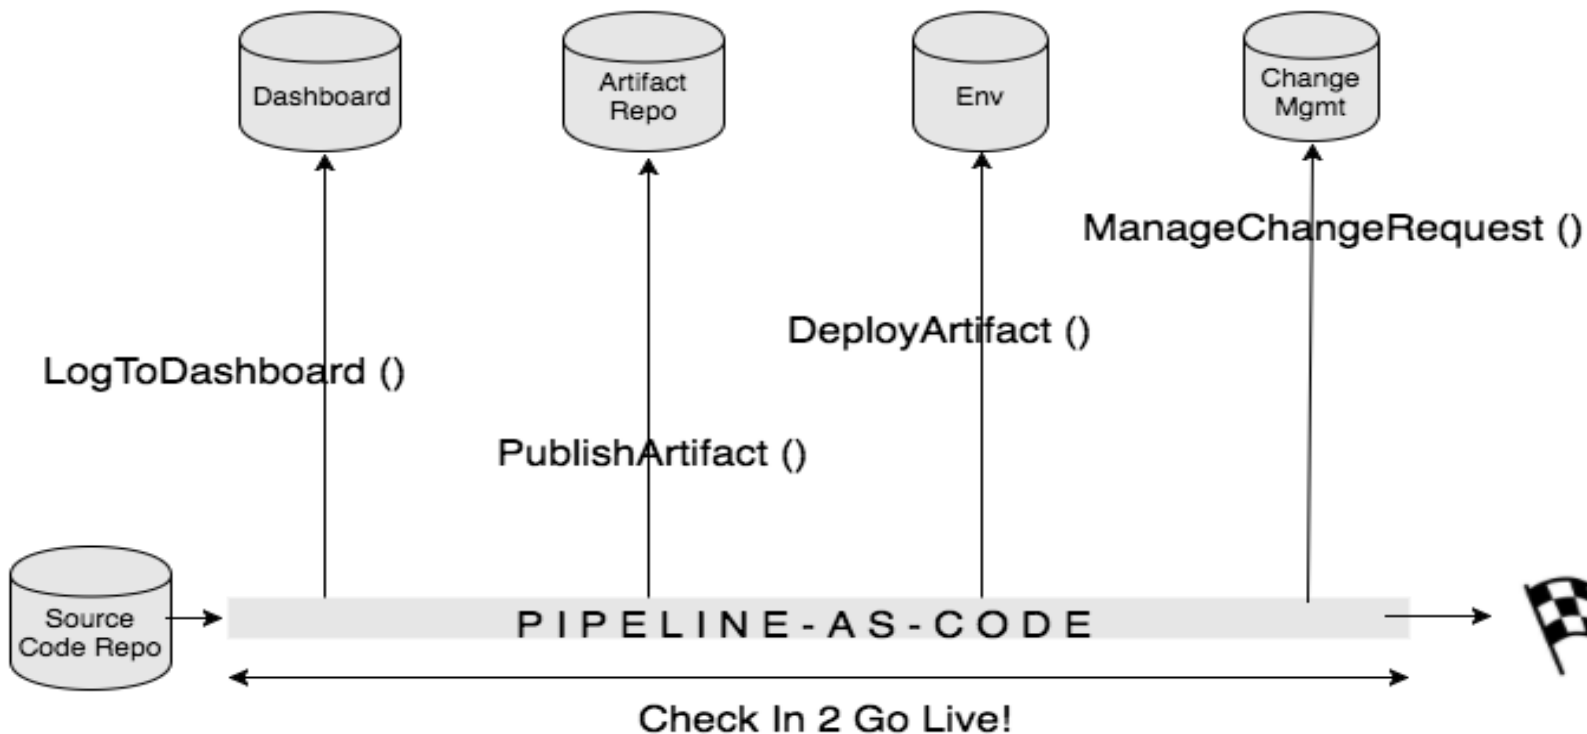 Dashboard
Artifact
Repo
Env
Change
Mgmt
ManageChangeRequest ()
DeployArtifact ()
LogToDashboard ()
PublishArtifact ()
Source
Code Repo
PIPELINE-AS-CODE
Check In 2 Go Live!